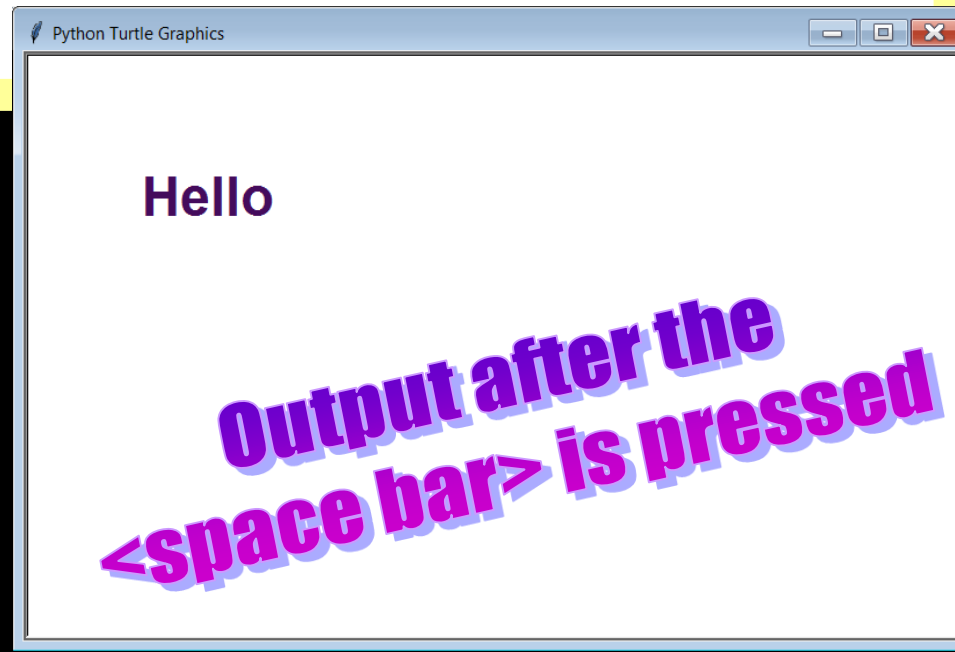 Python Turtle Graphics
Hello
Output after the
<space bar> is pressed